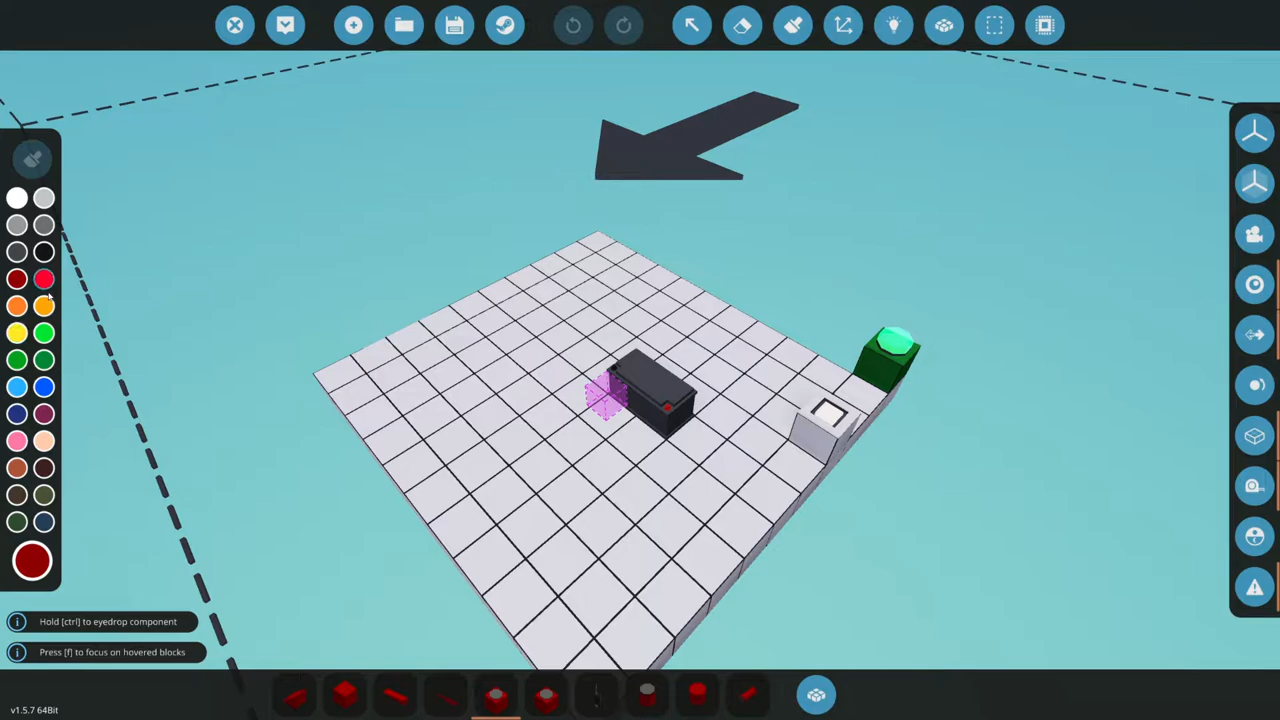 Hold [ctrl] to eyedrop component
Press [f] to focus on hovered blocks
v1.5.7 64Bit